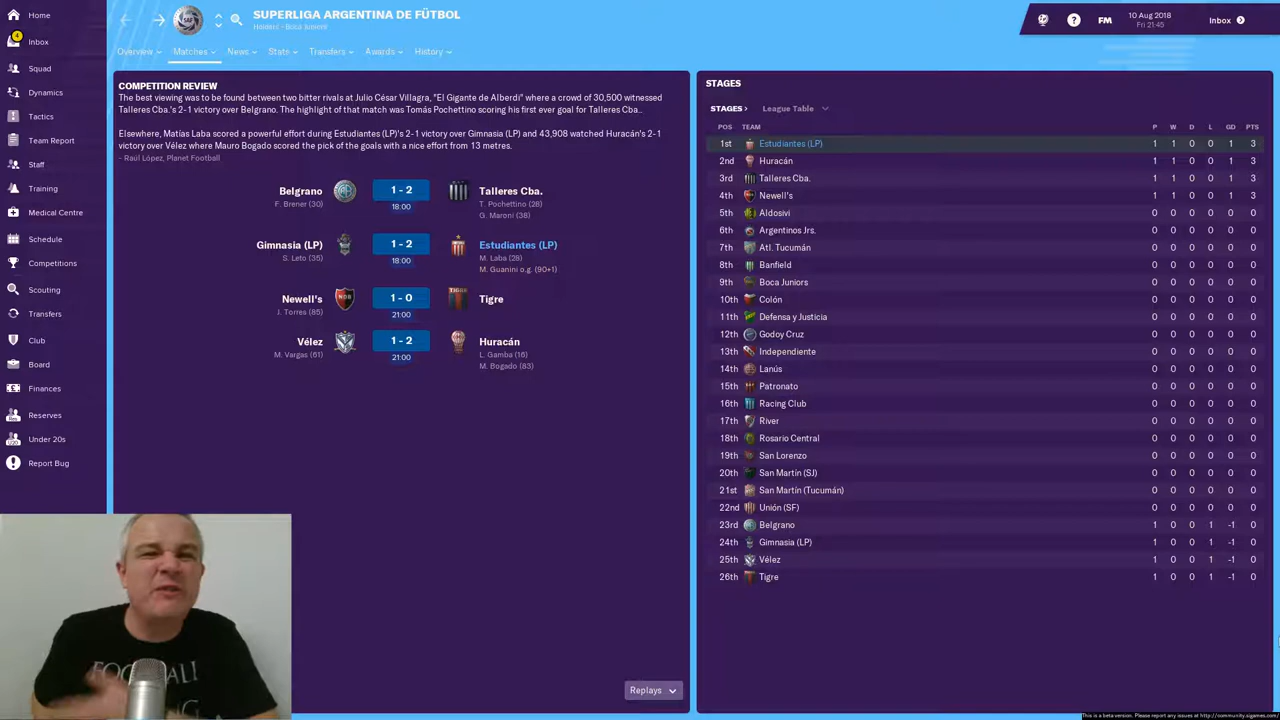 Home
4
Inbox
Squad
Dynamics
Tactics
Team Report
Staff
Training
Medical Centre
Schedule
Competitions
Scouting
Transfers
Club
Board
Finances
Reserves
Under 20s
Report Bug
SUPERLIGA ARGENTINA DE FÚTBOL
Overview Matches News Stats Transfers Awards History
FM
10 Aug 2018
Fri 21:45
Inbox
COMPETITION REVIEW
The best viewing was to be found between two bitter rivals at Julio César Villagra, "El Gigante de Alberdi" where a crowd of 30,500 witnessed
Talleres Cba.'s 2-1 victory over Belgrano. The highlight of that match was Tomás Pochettino scoring his first ever goal for Talleres Cba..
Elsewhere, Matías Laba scored a powerful effort during Estudiantes (LP)'s 2-1 victory over Gimnasia (LP) and 43,908 watched Huracán's 2-1
victory over Vélez where Mauro Bogado scored the pick of the goals with a nice effort from 13 metres.
- Raúl López, Planet Football
Belgrano 1 - 2 Talleres Cba.
F. Brener (30) 18:00 T. Pochettino (28)
G. Maroni (38)
Gimnasia (LP) 1 - 2 Estudiantes (LP)
S. Leto (35) 18:00 M. Laba (28)
M. Guanini o.g. (90+1)
Newell's 1 - 0 Tigre
J. Torres (85) 21:00
Vélez 1 - 2 Huracán
M. Vargas (61) 21:00 L. Gamba (16)
M. Bogado (83)
Replays
STAGES
STAGES League Table
POS TEAM P W D L GD PTS
1st Estudiantes (LP) 1 1 0 0 1 3
2nd Huracán 1 1 0 0 1 3
3rd Talleres Cba. 1 1 0 0 1 3
4th Newell's 1 1 0 0 1 3
5th Aldosivi 0 0 0 0 0 0
6th Argentinos Jrs. 0 0 0 0 0 0
7th Atl. Tucumán 0 0 0 0 0 0
8th Banfield 0 0 0 0 0 0
9th Boca Juniors 0 0 0 0 0 0
10th Colón 0 0 0 0 0 0
11th Defensa y Justicia 0 0 0 0 0 0
12th Godoy Cruz 0 0 0 0 0 0
13th Independiente 0 0 0 0 0 0
14th Lanús 0 0 0 0 0 0
15th Patronato 0 0 0 0 0 0
16th Racing Club 0 0 0 0 0 0
17th River 0 0 0 0 0 0
18th Rosario Central 0 0 0 0 0 0
19th San Lorenzo 0 0 0 0 0 0
20th San Martín (SJ) 0 0 0 0 0 0
21st San Martín (Tucumán) 0 0 0 0 0 0
22nd Unión (SF) 0 0 0 0 0 0
23rd Belgrano 1 0 0 1 -1 0
24th Gimnasia (LP) 1 0 0 1 -1 0
25th Vélez 1 0 0 1 -1 0
26th Tigre 1 0 0 1 -1 0
FOOTBALL
This is a beta version. Please report any issues at http://community.sigames.com/